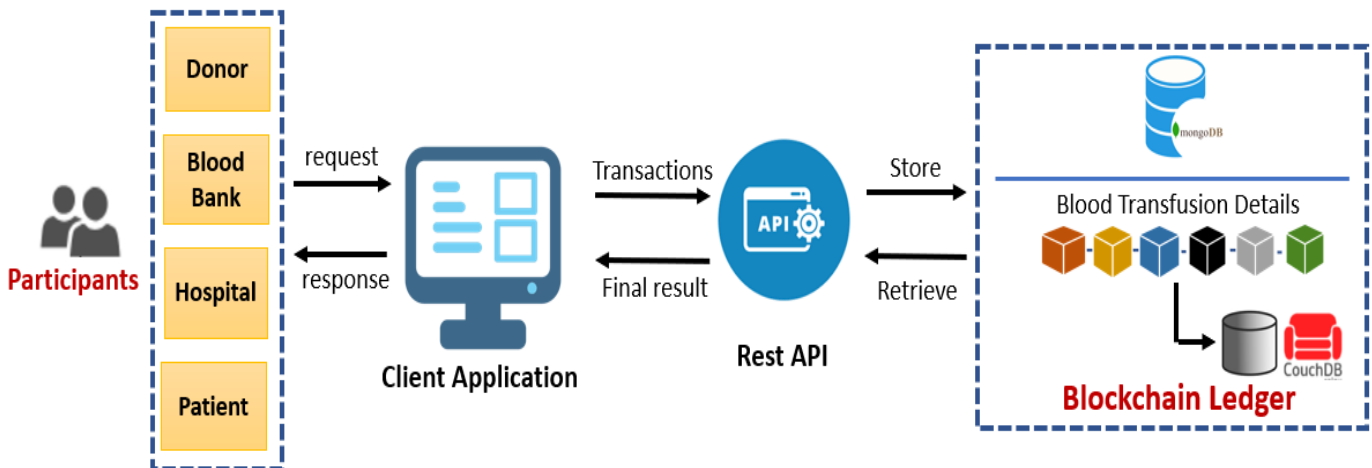 Participants
Donor
Blood
Bank
Hospital
Patient
request
response
Client Application
Transactions
Final result
API
Rest API
Store
Retrieve
mongoDB
Blood Transfusion Details
CouchDB
Blockchain Ledger